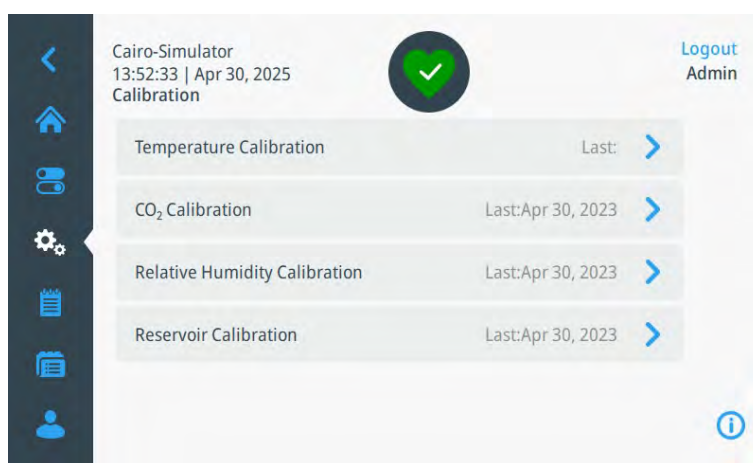 Cairo-Simulator
13:52:33 | Apr 30, 2025
Calibration
Logout
Admin
Temperature Calibration Last:
CO₂ Calibration Last:Apr 30, 2023
Relative Humidity Calibration Last:Apr 30, 2023
Reservoir Calibration Last:Apr 30, 2023